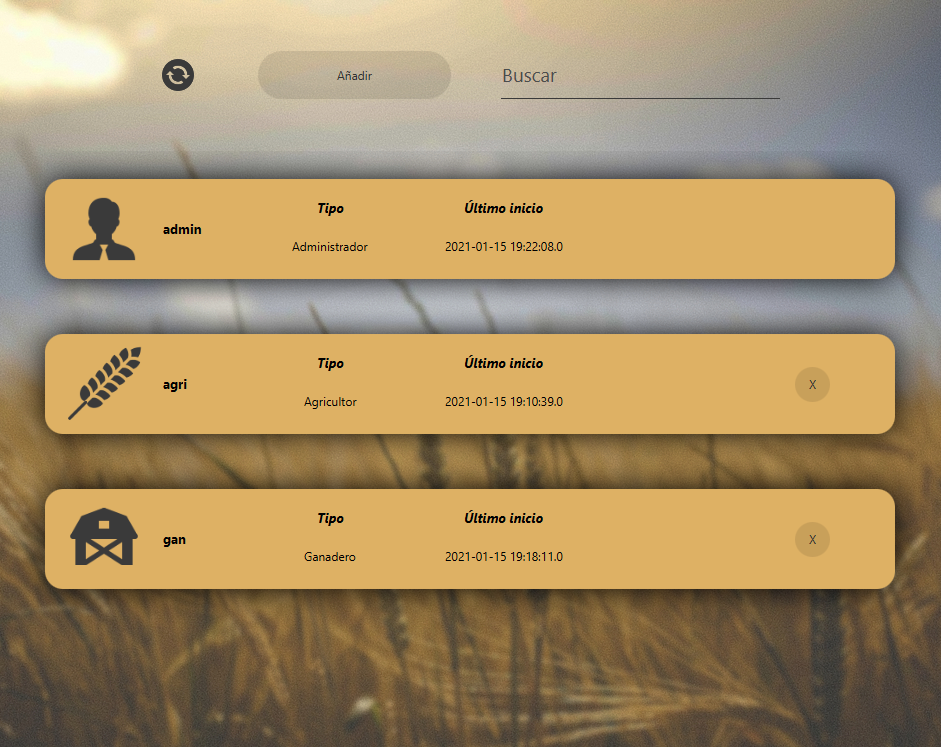 Añadir
Buscar
Tipo
Último inicio
admin
Administrador
2021-01-15 19:22:08.0
Tipo
Último inicio
agri
X
Agricultor
2021-01-15 19:10:39.0
Tipo
Último inicio
gan
X
Ganadero
2021-01-15 19:18:11.0